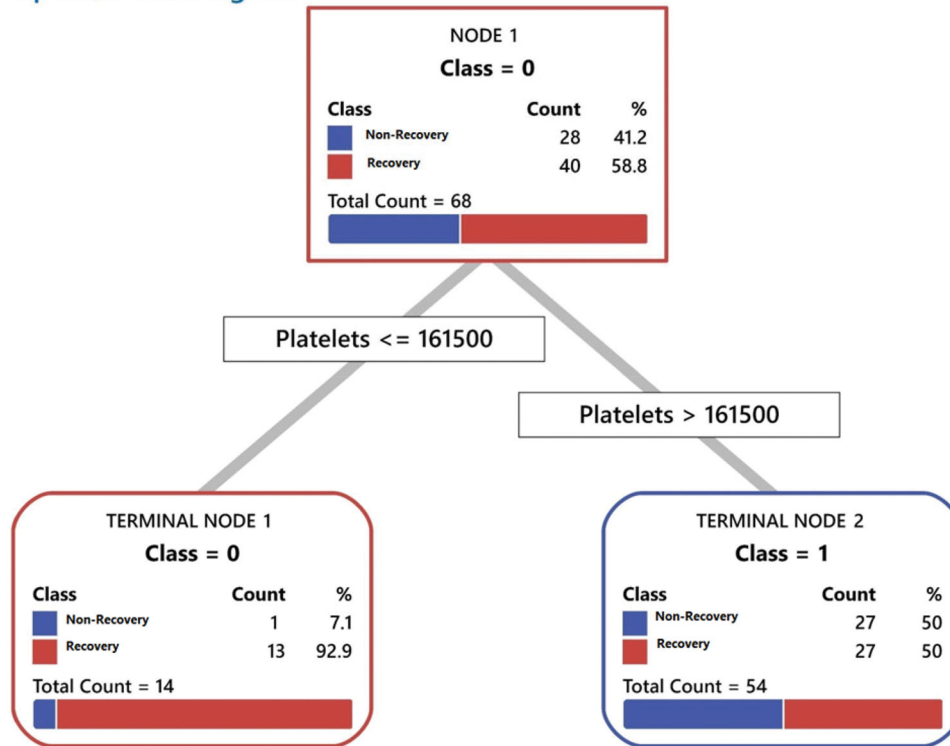 NODE 1
Class = 0
Class Count %
Non-Recovery 28 41.2
Recovery 40 58.8
Total Count = 68
Platelets <= 161500
Platelets > 161500
TERMINAL NODE 1
Class = 0
Class Count %
Non-Recovery 1 7.1
Recovery 13 92.9
Total Count = 14
TERMINAL NODE 2
Class = 1
Class Count %
Non-Recovery 27 50
Recovery 27 50
Total Count = 54